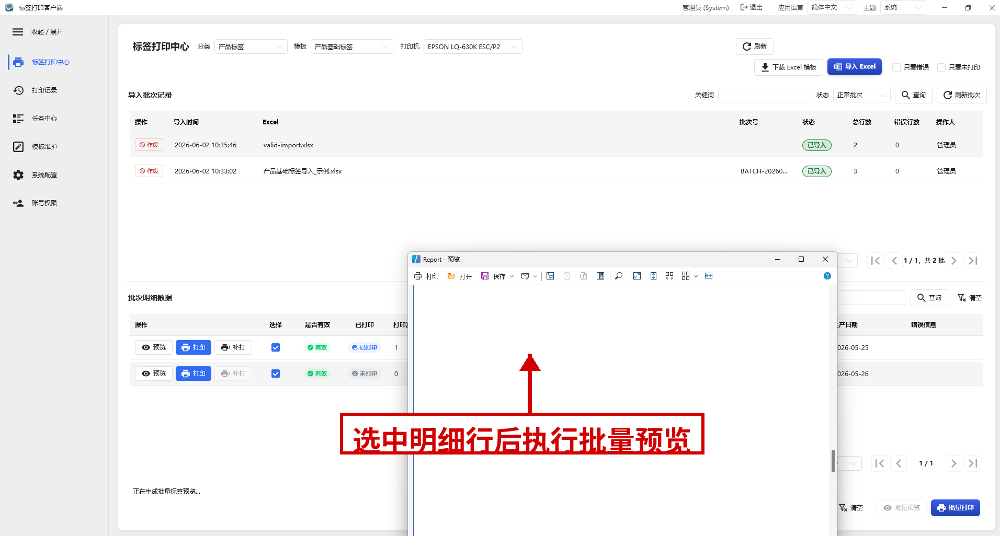 标签打印客户端
管理员 (System)
退出
应用语言
简体中文
主题
系统
收起 / 展开
标签打印中心
打印记录
任务中心
模板维护
系统配置
账号权限
标签打印中心
分类
产品标签
模板
产品基础标签
打印机
EPSON LQ-630K ESC/P2
刷新
下载 Excel 模板
导入 Excel
只看错误
只看未打印
导入批次记录
关键词
状态
正常批次
查询
刷新批次
操作 导入时间 Excel 批次号 状态 总行数 错误行数 操作人
作废 2026-06-02 10:35:46 valid-import.xlsx 已导入 2 0 管理员
作废 2026-06-02 10:33:02 产品基础标签导入_示例.xlsx BATCH-20260... 已导入 3 0 管理员
1 / 1，共 2 批
Report - 预览
打印
打开
保存
批次明细数据
查询
清空
操作 选择 是否有效 已打印 打印 产日期 错误信息
预览 打印 补打 有效 已打印 1 026-05-25
预览 打印 补打 有效 未打印 0 026-05-26
选中明细行后执行批量预览
1 / 1
正在生成批量标签预览...
清空
批量预览
批量打印